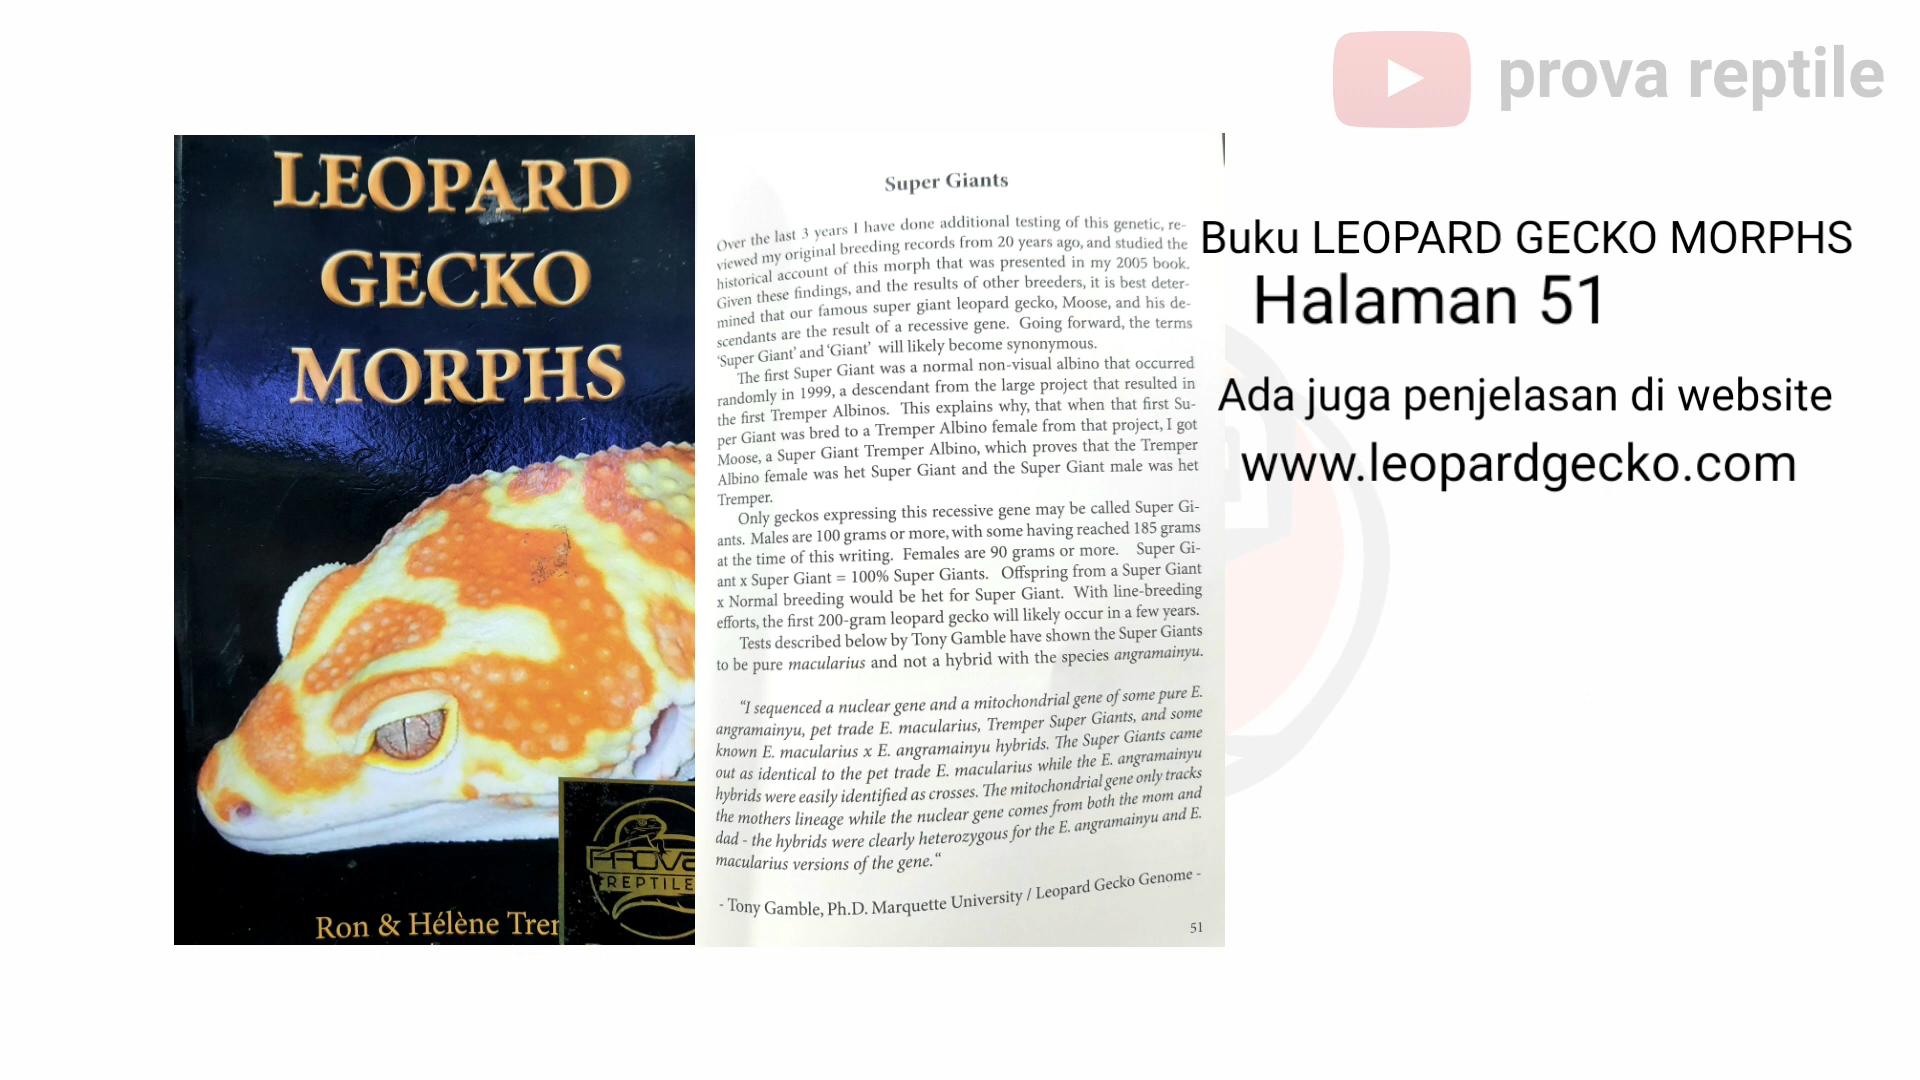 prova reptile
LEOPARD
GECKO
MORPHS
Ron & Hélène
PROVA
REPTILE
Super Giants
Over the last 3 years I have done additional testing of this genetic, re-
viewed my original breeding records from 20 years ago, and studied the
historical account of this morph that was presented in my 2005 book.
Given these findings, and the results of other breeders, it is best deter-
mined that our famous super giant leopard gecko, Moose, and his de-
scendants are the result of a recessive gene. Going forward, the terms
'Super Giant' and 'Giant' will likely become synonymous.
The first Super Giant was a normal non-visual albino that occurred
randomly in 1999, a descendant from the large project that resulted in
the first Tremper Albinos. This explains why, that when that first Su-
per Giant was bred to a Tremper Albino female from that project, I got
Moose, a Super Giant Tremper Albino, which proves that the Tremper
Albino female was het Super Giant and the Super Giant male was het
Tremper.
Only geckos expressing this recessive gene may be called Super Gi-
ants. Males are 100 grams or more, with some having reached 185 grams
at the time of this writing. Females are 90 grams or more. Super Gi-
ant x Super Giant = 100% Super Giants. Offspring from a Super Giant
x Normal breeding would be het for Super Giant. With line-breeding
efforts, the first 200-gram leopard gecko will likely occur in a few years.
Tests described below by Tony Gamble have shown the Super Giants
to be pure macularius and not a hybrid with the species angramainyu.
"I sequenced a nuclear gene and a mitochondrial gene of some pure E.
angramainyu, pet trade E. macularius, Tremper Super Giants, and some
known E. macularius x E. angramainyu hybrids. The Super Giants came
out as identical to the pet trade E. macularius while the E. angramainyu
hybrids were easily identified as crosses. The mitochondrial gene only tracks
the mothers lineage while the nuclear gene comes from both the mom and
dad - the hybrids were clearly heterozygous for the E. angramainyu and E.
macularius versions of the gene."
- Tony Gamble, Ph.D. Marquette University / Leopard Gecko Genome -
51
Buku LEOPARD GECKO MORPHS
Halaman 51
Ada juga penjelasan di website
www.leopardgecko.com